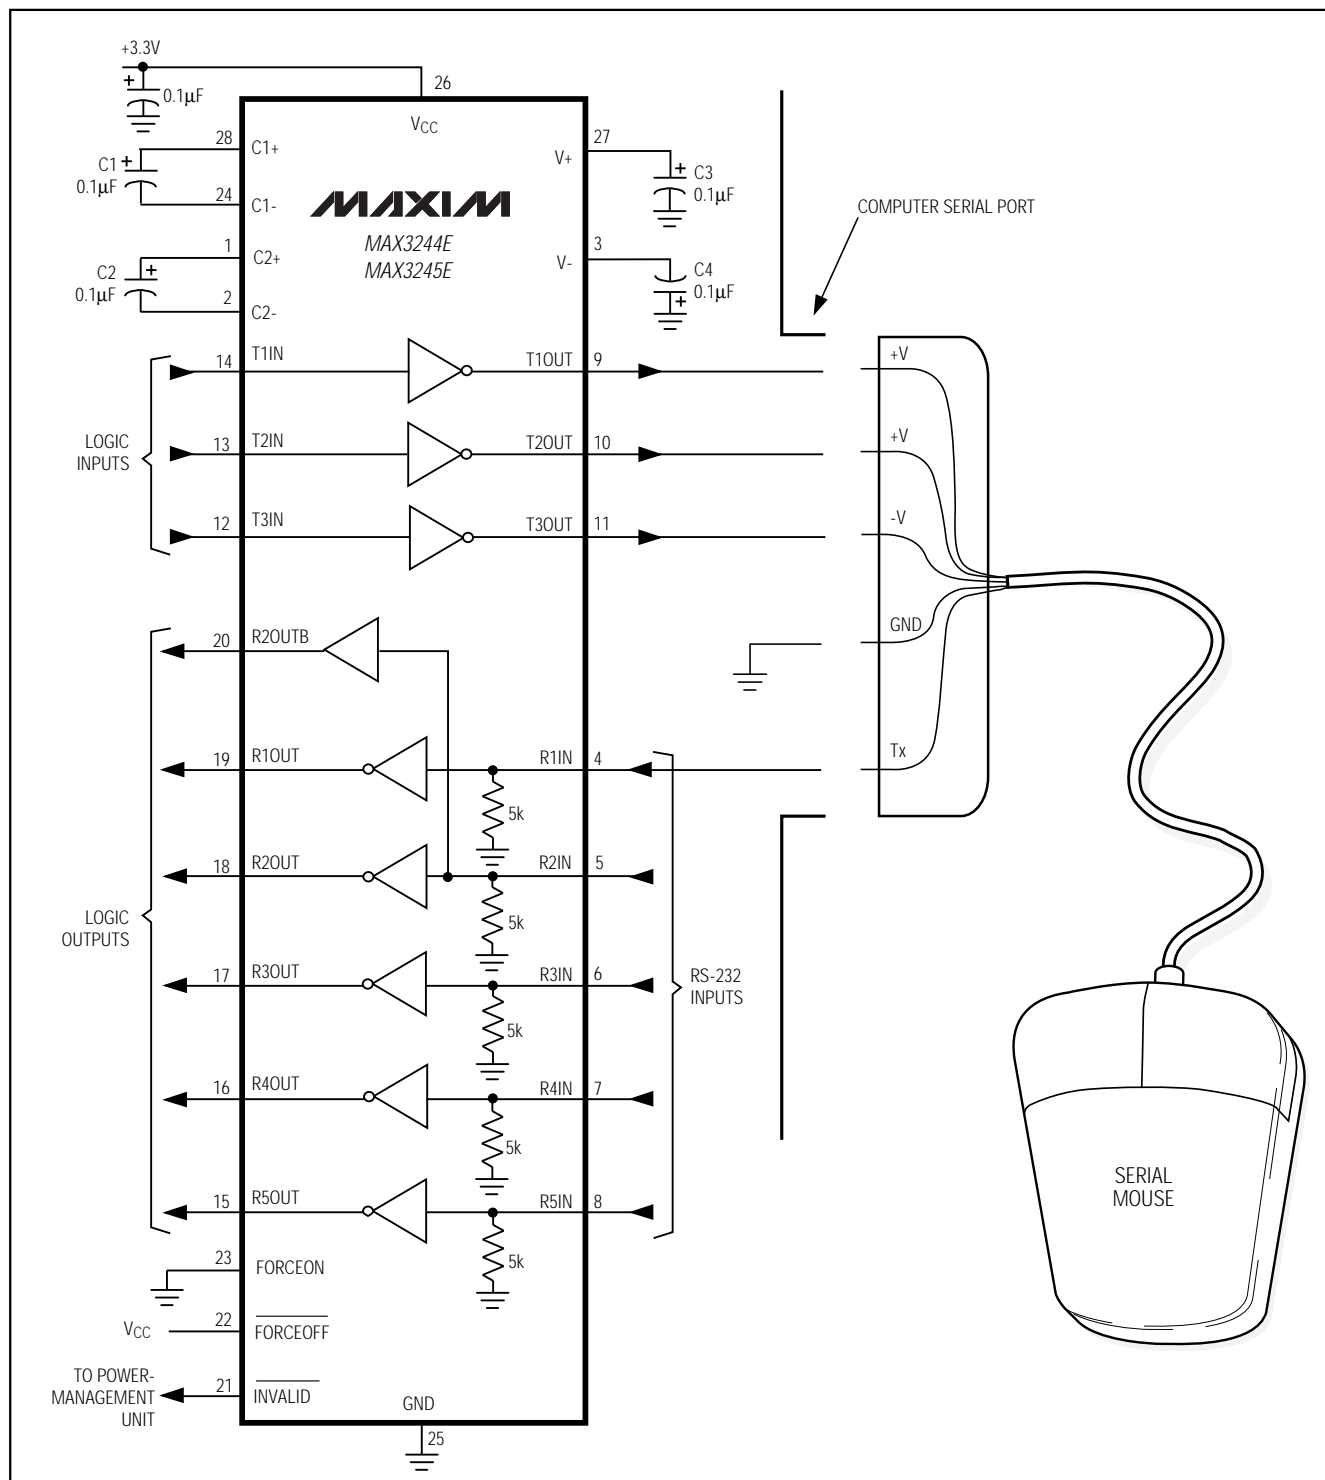 +3.3V
0.1µF
26
VCC
28
C1+
C1
0.1µF
24
C1-
1
C2+
C2
0.1µF
2
C2-
MAXIM
MAX3244E
MAX3245E
27
V+
C3
0.1µF
3
V-
C4
0.1µF
COMPUTER SERIAL PORT
LOGIC
INPUTS
14
T1IN
T1OUT
9
13
T2IN
T2OUT
10
12
T3IN
T3OUT
11
+V
+V
-V
GND
Tx
LOGIC
OUTPUTS
20
R2OUTB
19
R1OUT
R1IN
4
5k
18
R2OUT
R2IN
5
5k
17
R3OUT
R3IN
6
5k
16
R4OUT
R4IN
7
5k
15
R5OUT
R5IN
8
5k
RS-232
INPUTS
23
FORCEON
VCC
22
FORCEOFF
TO POWER-
MANAGEMENT
UNIT
21
INVALID
GND
25
SERIAL
MOUSE